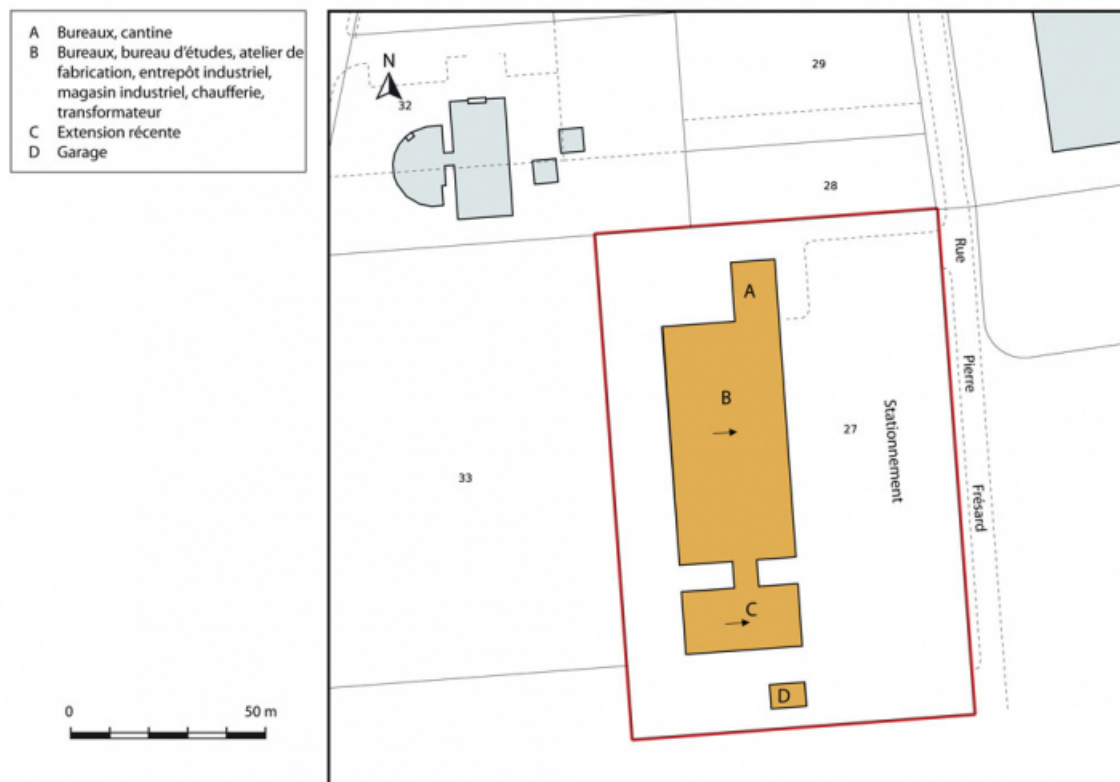 A Bureaux, cantine
B Bureaux, bureau d'études, atelier de
fabrication, entrepôt industriel,
magasin industriel, chaufferie,
transformateur
C Extension récente
D Garage
N
32
29
28
Rue
A
Pierre
B
27
Stationnement
33
Frésard
C
D
0 50 m